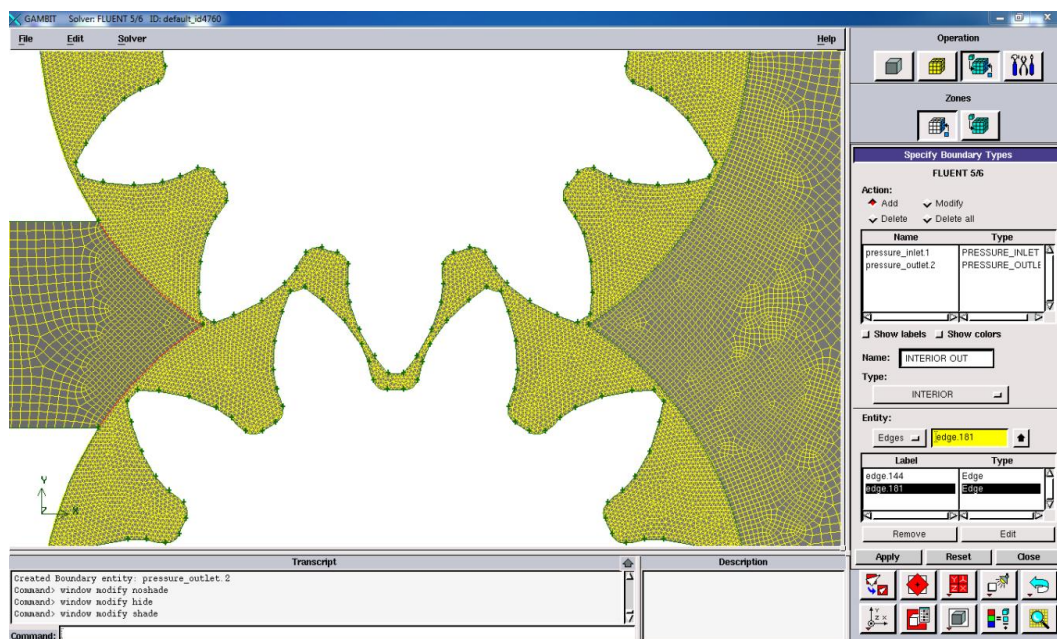 GAMBIT Solver: FLUENT 5/6 ID: default_id4760
File Edit Solver Help
Operation
Zones
Specify Boundary Types
FLUENT 5/6
Action:
Add Modify
Delete Delete all
Name Type
pressure_inlet.1 PRESSURE_INLET
pressure_outlet.2 PRESSURE_OUTLE
Show labels Show colors
Name: INTERIOR OUT
Type:
INTERIOR
Entity:
Edges edge.181
Label Type
edge.144 Edge
edge.181 Edge
Remove Edit
Apply Reset Close
Y
Z X
Transcript
Description
Created Boundary entity: pressure_outlet.2
Command> window modify noshade
Command> window modify hide
Command> window modify shade
Command: